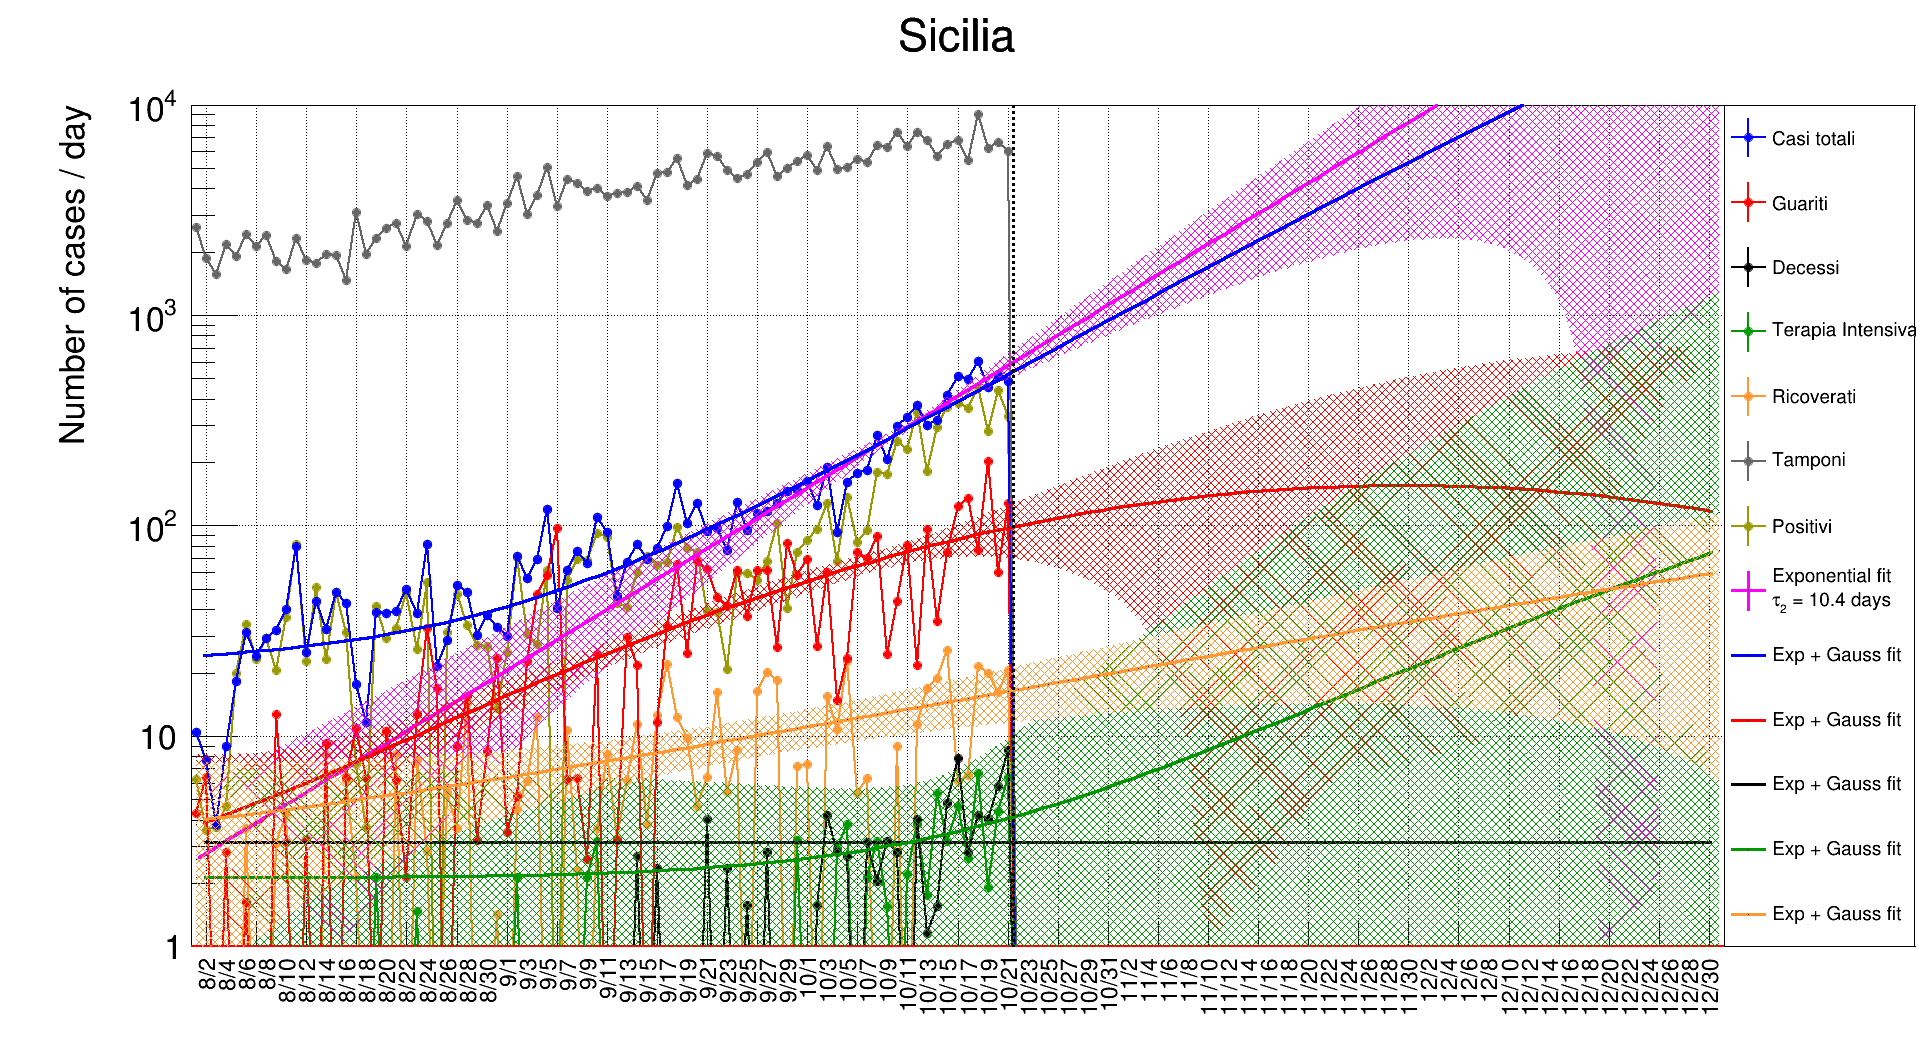 Sicilia
Number of cases / day
10⁴
10³
10²
10
1
8/2 8/4 8/6 8/8 8/10 8/12 8/14 8/16 8/18 8/20 8/22 8/24 8/26 8/28 8/30 9/1 9/3 9/5 9/7 9/9 9/11 9/13 9/15 9/17 9/19 9/21 9/23 9/25 9/27 9/29 10/1 10/3 10/5 10/7 10/9 10/11 10/13 10/15 10/17 10/19 10/21 10/23 10/25 10/27 10/29 10/31 11/2 11/4 11/6 11/8 11/10 11/12 11/14 11/16 11/18 11/20 11/22 11/24 11/26 11/28 11/30 12/2 12/4 12/6 12/8 12/10 12/12 12/14 12/16 12/18 12/20 12/22 12/24 12/26 12/28 12/30
Casi totali
Guariti
Decessi
Terapia Intensiva
Ricoverati
Tamponi
Positivi
Exponential fit
τ₂ = 10.4 days
Exp + Gauss fit
Exp + Gauss fit
Exp + Gauss fit
Exp + Gauss fit
Exp + Gauss fit